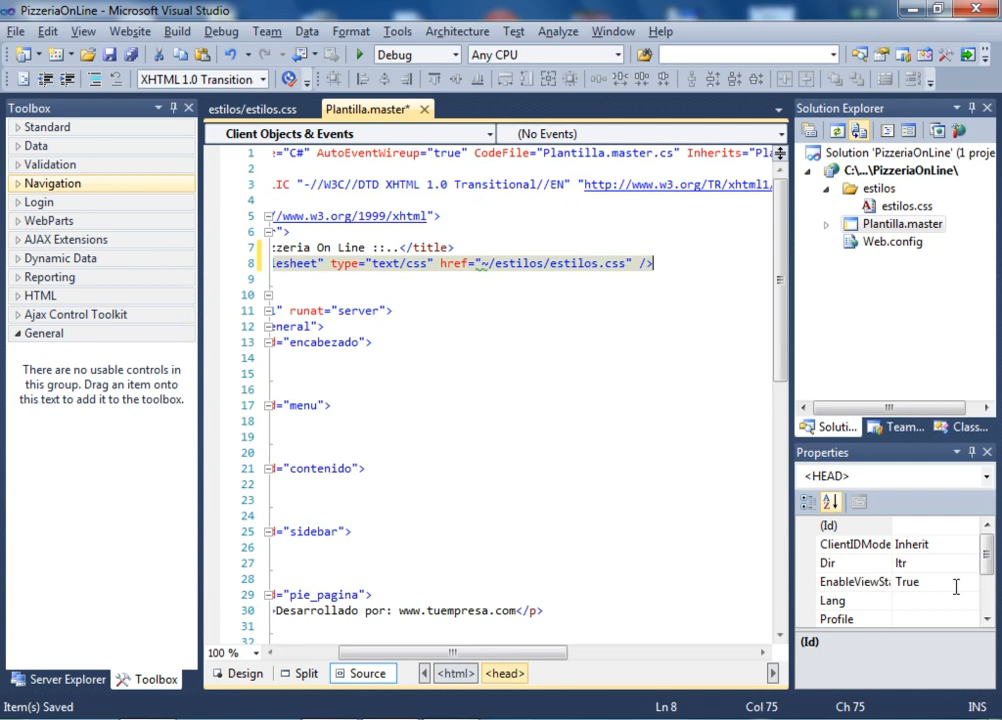 PizzeriaOnLine - Microsoft Visual Studio
File Edit View Website Build Debug Team Data Format Tools Architecture Test Analyze Window Help
Debug Any CPU
XHTML 1.0 Transition
Toolbox
Standard
Data
Validation
Navigation
Login
WebParts
AJAX Extensions
Dynamic Data
Reporting
HTML
Ajax Control Toolkit
General
There are no usable controls in
this group. Drag an item onto
this text to add it to the toolbox.
Server Explorer Toolbox
estilos/estilos.css Plantilla.master*
Client Objects & Events (No Events)
1 ="C#" AutoEventWireup="true" CodeFile="Plantilla.master.cs" Inherits="Pl
2
3 LIC "-//W3C//DTD XHTML 1.0 Transitional//EN" "http://www.w3.org/TR/xhtml1/
4
5 //www.w3.org/1999/xhtml">
6 ">
7 zeria On Line ::..</title>
8 lesheet" type="text/css" href="~/estilos/estilos.css" />
9
10
11 " runat="server">
12 eneral">
13 d="encabezado">
14
15
16
17 d="menu">
18
19
20
21 d="contenido">
22
23
24
25 d="sidebar">
26
27
28
29 d="pie_pagina">
30 >Desarrollado por: www.tuempresa.com</p>
31
32
100 %
Design Split Source <html> <head>
Solution Explorer
Solution 'PizzeriaOnLine' (1 proje
C:\...\PizzeriaOnLine\
estilos
estilos.css
Plantilla.master
Web.config
Soluti... Team... Class...
Properties
<HEAD>
(Id)
ClientIDMode Inherit
Dir ltr
EnableViewSta True
Lang
Profile
(Id)
Item(s) Saved Ln 8 Col 75 Ch 75 INS